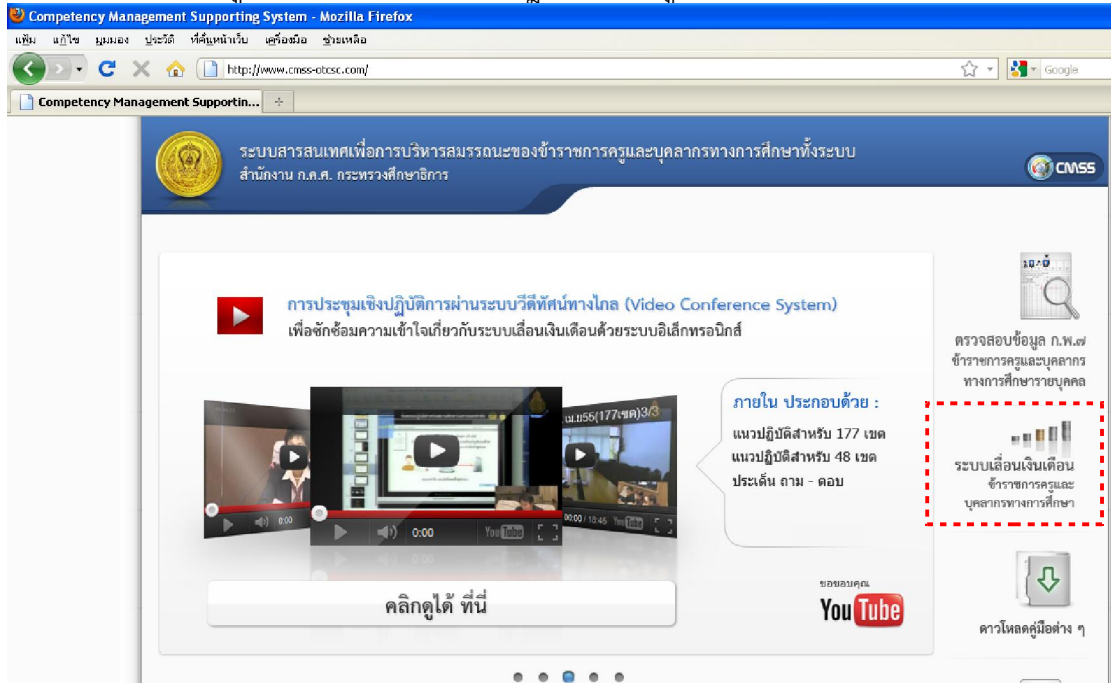 Competency Management Supporting System - Mozilla Firefox
แฟ้ม แก้ไข มุมมอง ประวัติ ที่คั่นหน้าเว็บ เครื่องมือ ช่วยเหลือ
http://www.cmss-otcsc.com/
Google
Competency Management Supportin...
ระบบสารสนเทศเพื่อการบริหารสมรรถนะของข้าราชการครูและบุคลากรทางการศึกษาทั้งระบบ
สำนักงาน ก.ค.ศ. กระทรวงศึกษาธิการ
CMSS
การประชุมเชิงปฏิบัติการผ่านระบบวีดีทัศน์ทางไกล (Video Conference System)
เพื่อซักซ้อมความเข้าใจเกี่ยวกับระบบเลื่อนเงินเดือนด้วยระบบอิเล็กทรอนิกส์
ตรวจสอบข้อมูล ก.พ.๗
ข้าราชการครูและบุคลากร
ทางการศึกษารายบุคคล
ภายใน ประกอบด้วย :
แนวปฏิบัติสำหรับ 177 เขต
แนวปฏิบัติสำหรับ 48 เขต
ประเด็น ถาม - ตอบ
เม.ย55(177เขต)3/3
0:00
0:00
YouTube
00:00 / 18:45 YouTube
ระบบเลื่อนเงินเดือน
ข้าราชการครูและ
บุคลากรทางการศึกษา
คลิกดูได้ ที่นี่
ขอขอบคุณ
YouTube
ดาวโหลดคู่มือต่าง ๆ